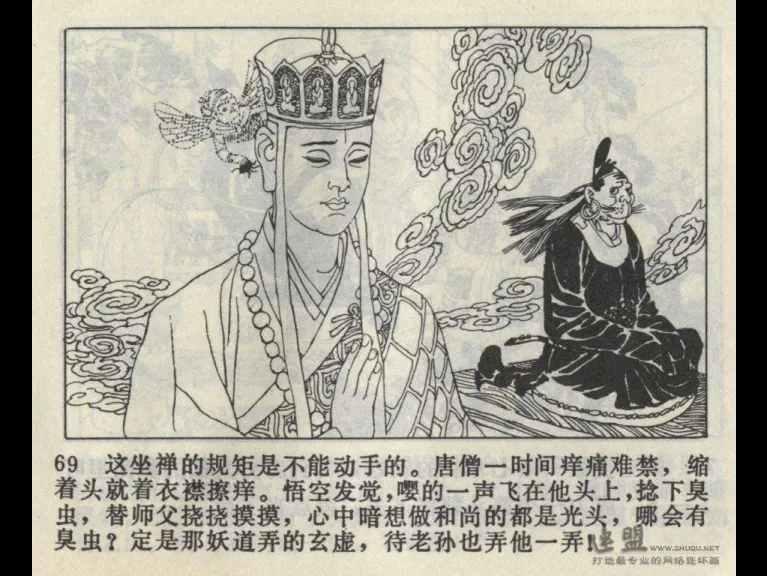 69 这坐禅的规矩是不能动手的。唐僧一时间痒痛难禁，缩
着头就着衣襟擦痒。悟空发觉，嘤的一声飞在他头上，捻下臭
虫，替师父挠挠摸摸，心中暗想做和尚的都是光头，哪会有
臭虫？定是那妖道弄的玄虚，待老孙也弄他一弄！
连盟 www.SHUQU.NET
打造最专业的网络连环画